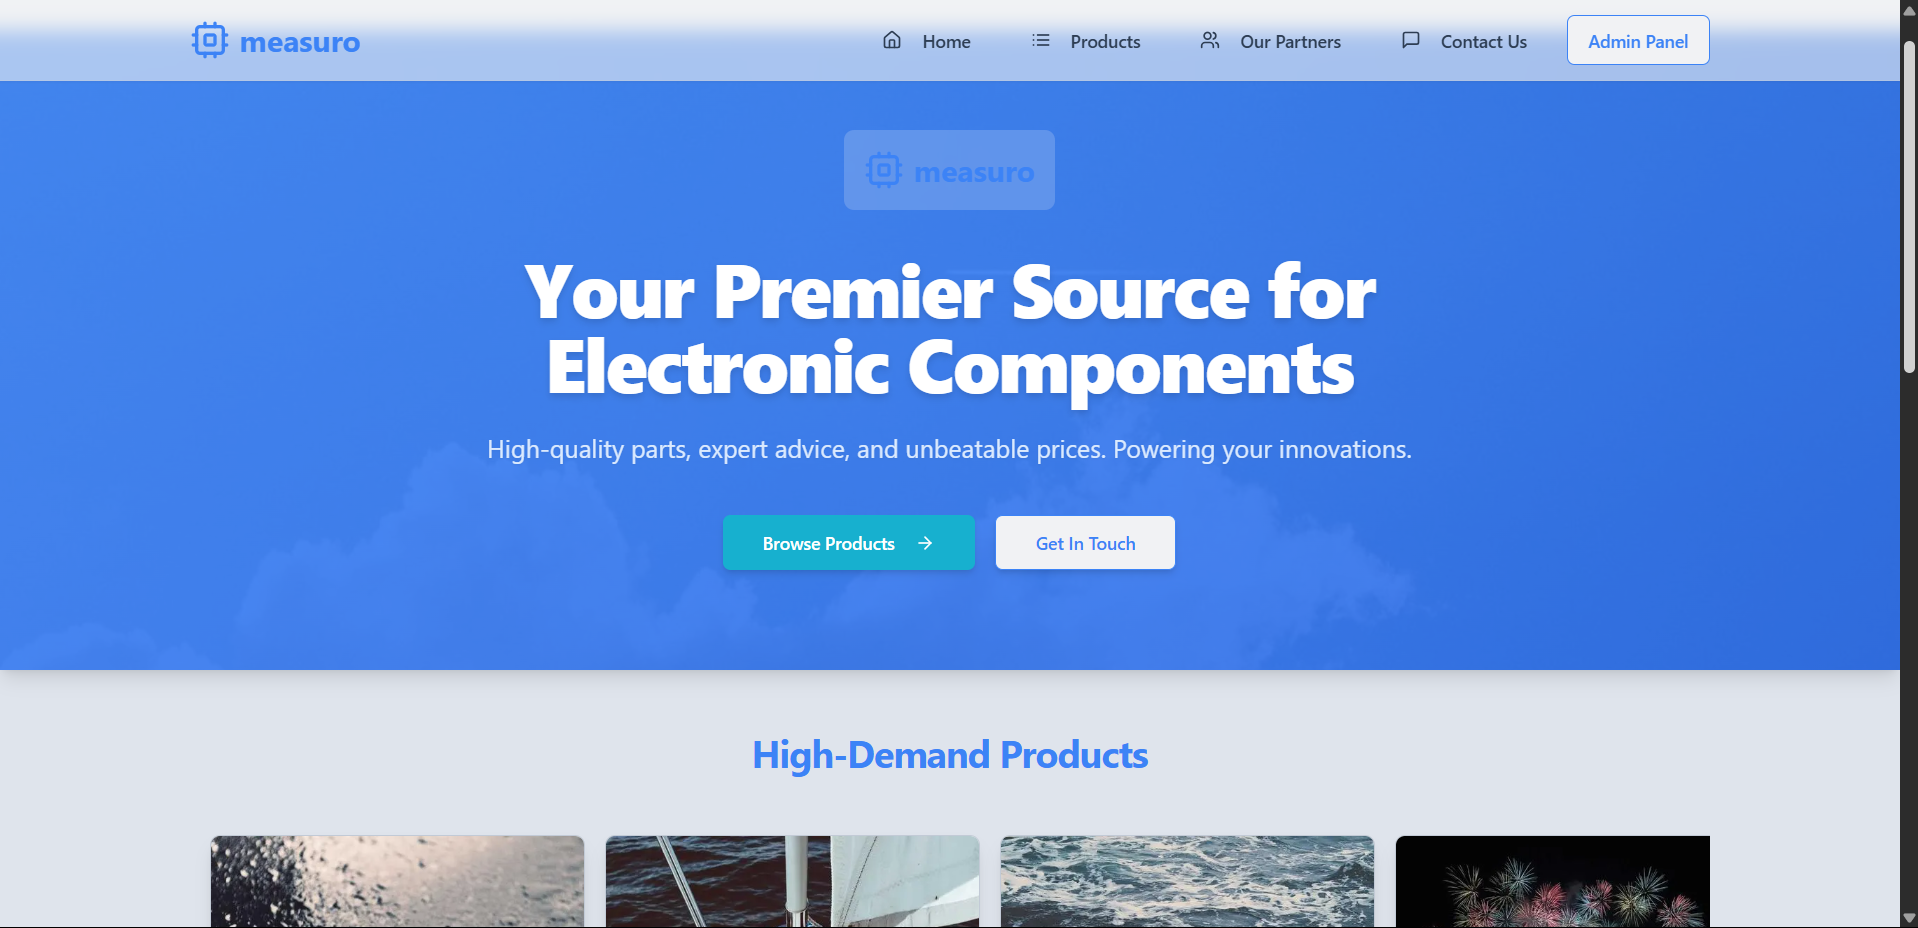 measuro
Home
Products
Our Partners
Contact Us
Admin Panel
measuro
Your Premier Source for
Electronic Components
High-quality parts, expert advice, and unbeatable prices. Powering your innovations.
Browse Products
Get In Touch
High-Demand Products